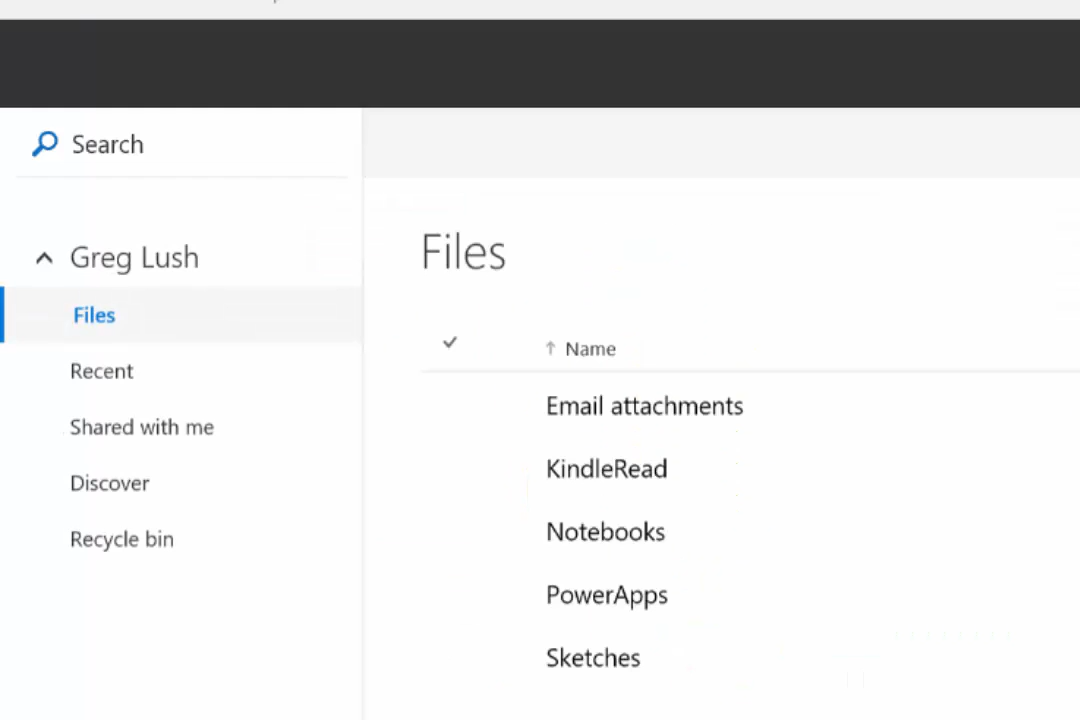 Search
Greg Lush
Files
Recent
Shared with me
Discover
Recycle bin
Files
Name
Email attachments
KindleRead
Notebooks
PowerApps
Sketches